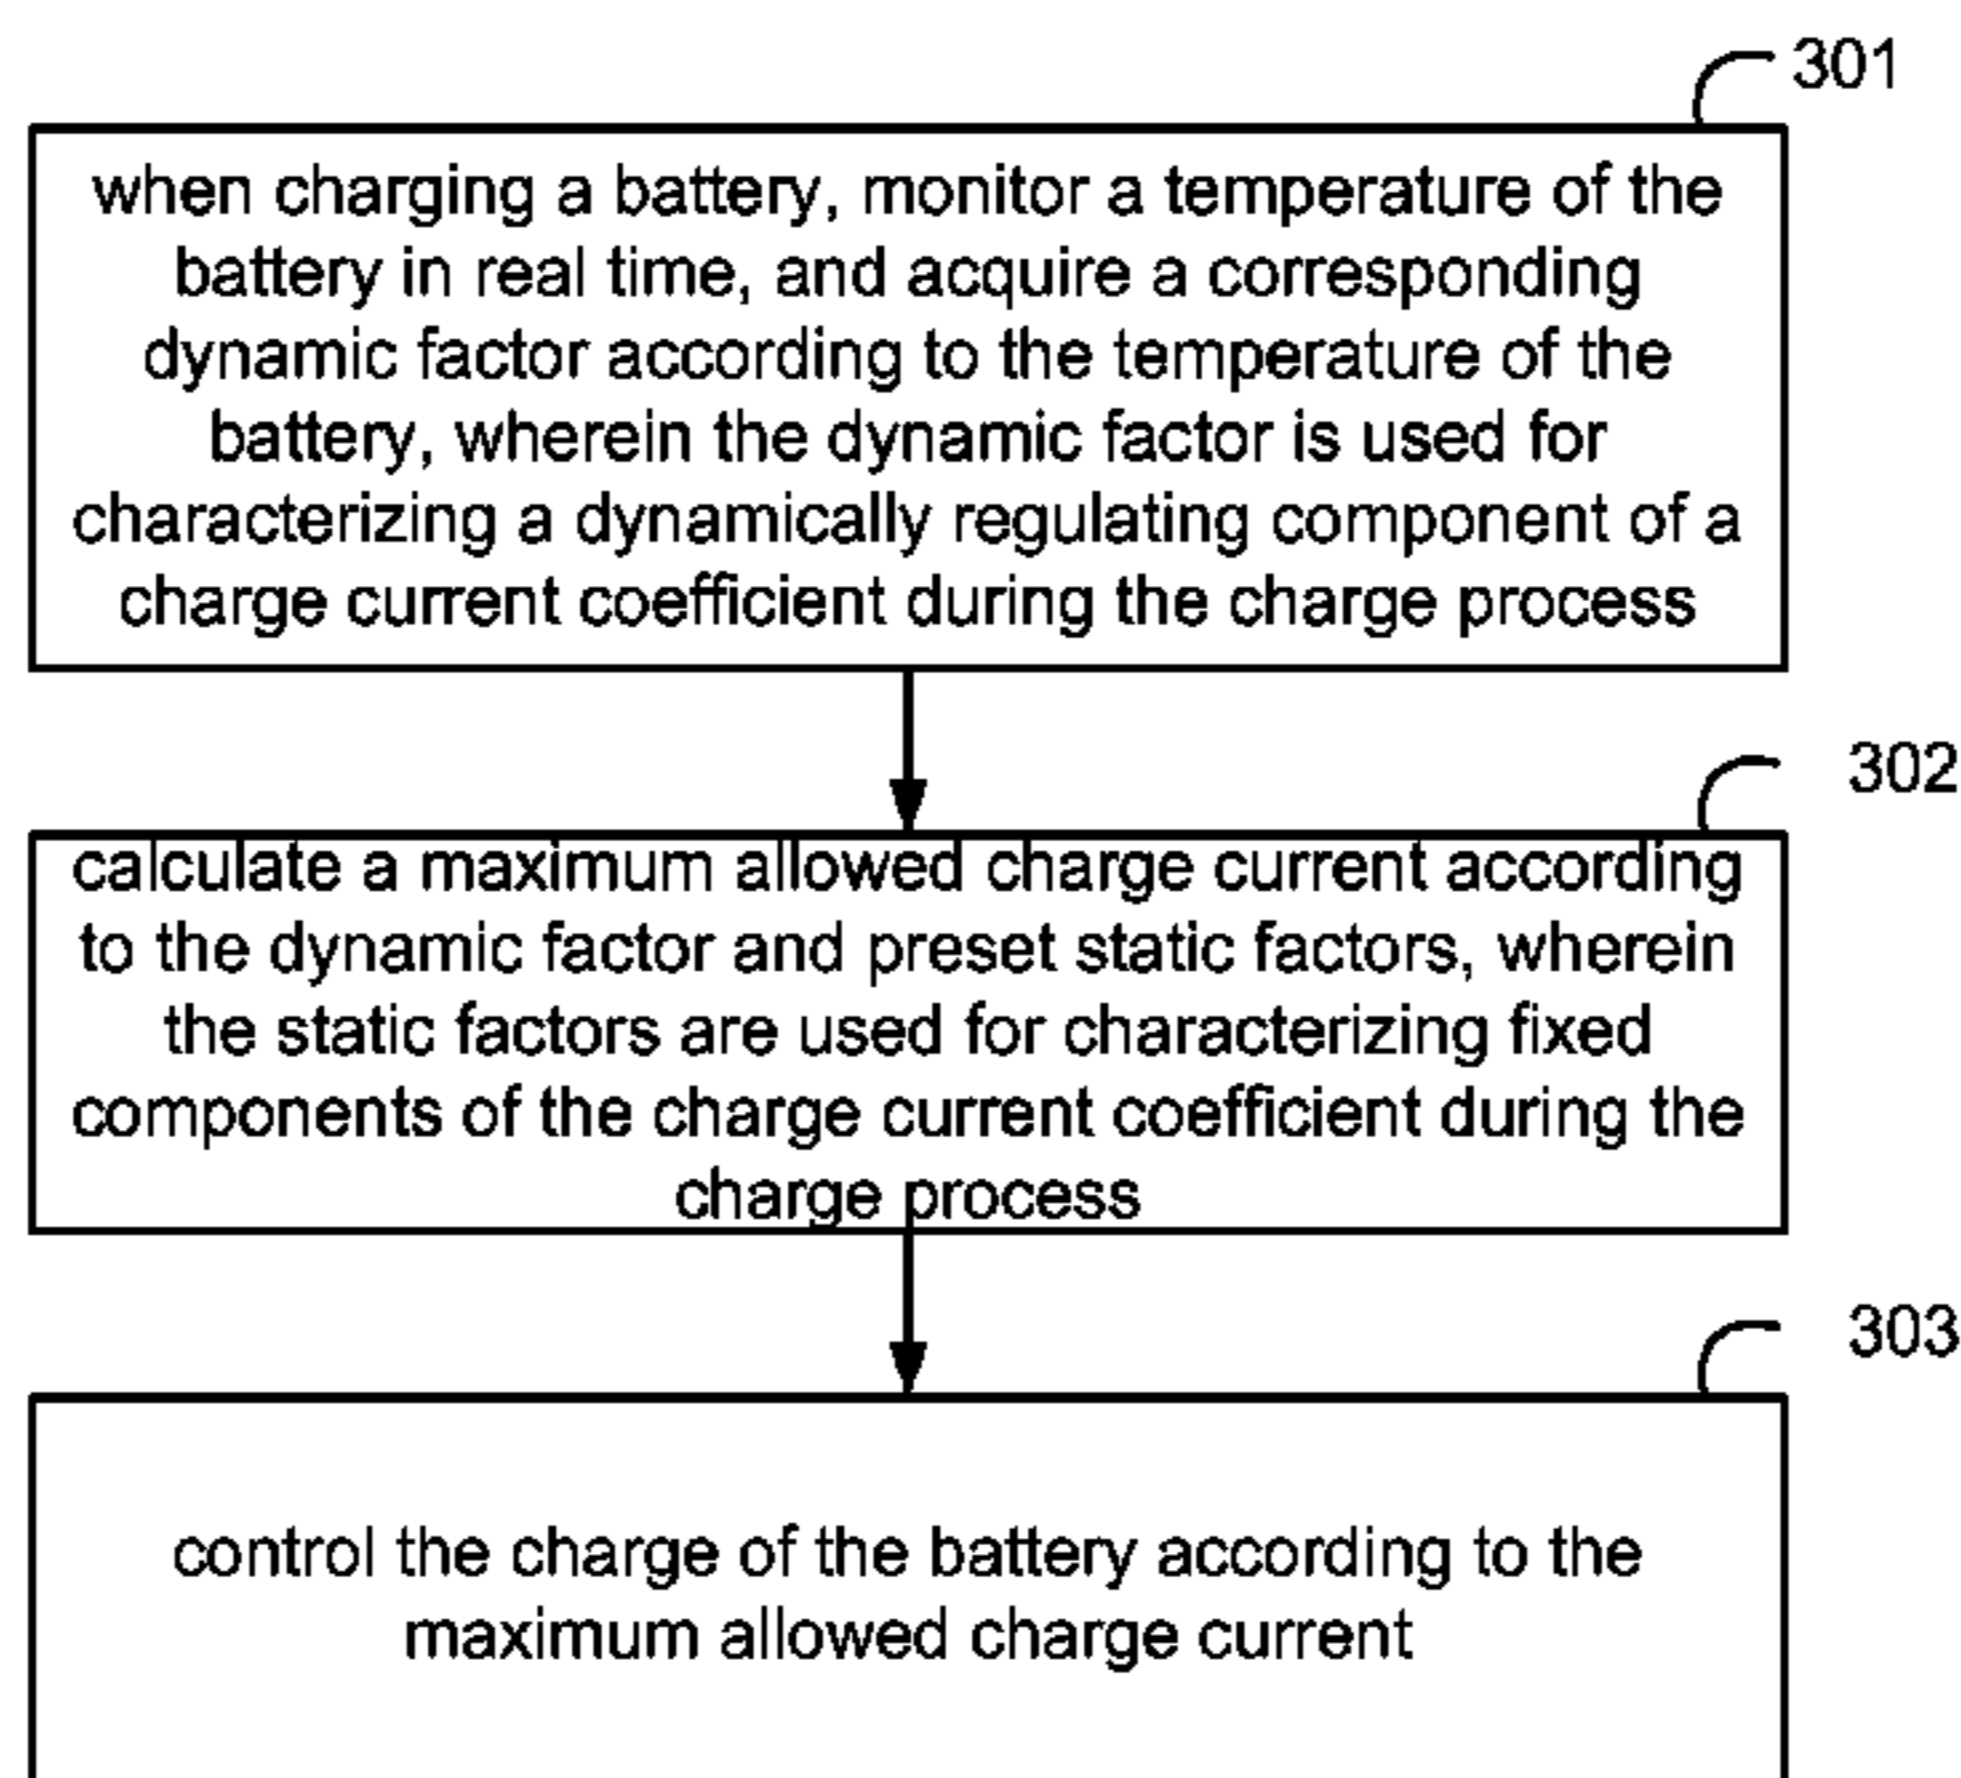 301
when charging a battery, monitor a temperature of the
battery in real time, and acquire a corresponding
dynamic factor according to the temperature of the
battery, wherein the dynamic factor is used for
characterizing a dynamically regulating component of a
charge current coefficient during the charge process
302
calculate a maximum allowed charge current according
to the dynamic factor and preset static factors, wherein
the static factors are used for characterizing fixed
components of the charge current coefficient during the
charge process
303
control the charge of the battery according to the
maximum allowed charge current